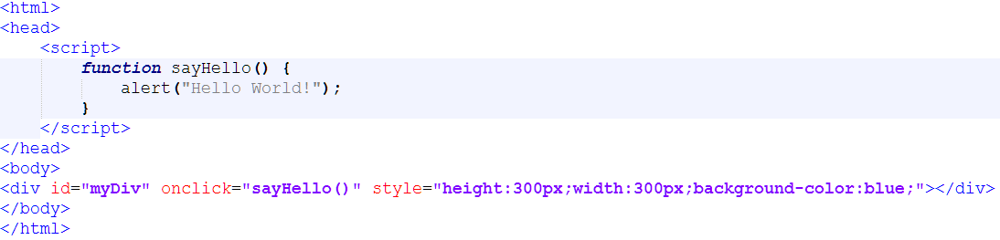 <html>
<head>
    <script>
        function sayHello() {
            alert("Hello World!");
        }
    </script>
</head>
<body>
<div id="myDiv" onclick="sayHello()" style="height:300px;width:300px;background-color:blue;"></div>
</body>
</html>